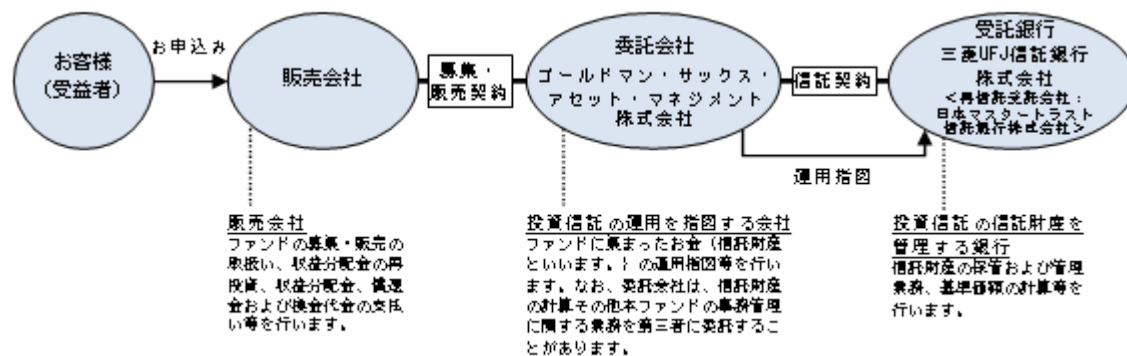 お客様
(受益者)
お申込み
販売会社
募集・
販売契約
委託会社
ゴールドマン・サックス・
アセット・マネジメント
株式会社
信託契約
受託銀行
三菱UFJ信託銀行
株式会社
<再信託受託会社:
日本マスタートラスト
信託銀行株式会社>
運用指図
販売会社
ファンドの募集・販売の
取扱い、収益分配金の再
投資、収益分配金、償還
金および換金代金の支払
い等を行います。
投資信託の運用を指図する会社
ファンドに集まったお金(信託財産
といいます。)の運用指図等を行い
ます。なお、委託会社は、信託財産
の計算その他本ファンドの事務管理
に関する業務を第三者に委託するこ
とがあります。
投資信託の信託財産を
管理する銀行
信託財産の保管および管理
業務、基準価額の計算等を
行います。